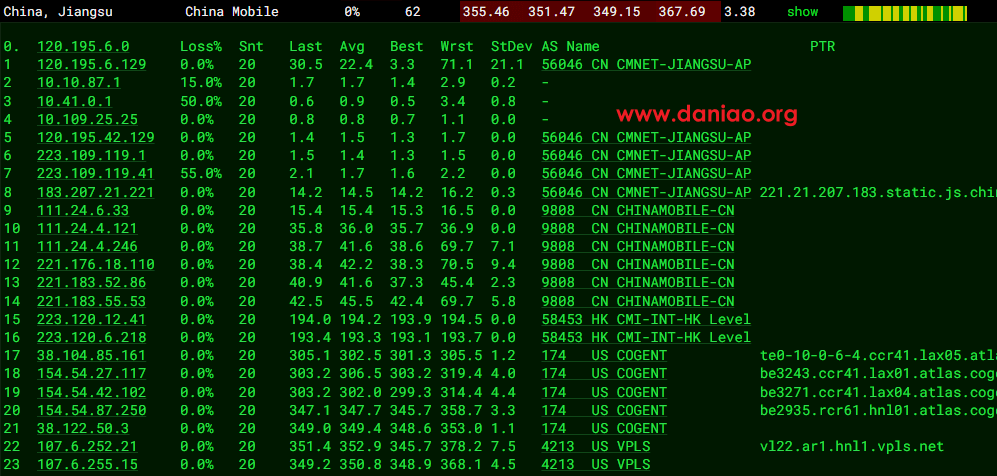 China, Jiangsu China Mobile 0% 62 355.46 351.47 349.15 367.69 3.38 show
0. 120.195.6.0 Loss% Snt Last Avg Best Wrst StDev AS Name PTR
1 120.195.6.129 0.0% 20 30.5 22.4 3.3 71.1 21.1 56046 CN CMNET-JIANGSU-AP
2 10.10.87.1 15.0% 20 1.7 1.7 1.4 2.9 0.2 -
3 10.41.0.1 50.0% 20 0.6 0.9 0.5 3.4 0.8 -
4 10.109.25.25 0.0% 20 0.8 0.8 0.7 1.1 0.0 -
www.daniao.org
5 120.195.42.129 0.0% 20 1.4 1.5 1.3 1.7 0.0 56046 CN CMNET-JIANGSU-AP
6 223.109.119.1 0.0% 20 1.5 1.4 1.3 1.5 0.0 56046 CN CMNET-JIANGSU-AP
7 223.109.119.41 55.0% 20 2.1 1.7 1.6 2.2 0.0 56046 CN CMNET-JIANGSU-AP
8 183.207.21.221 0.0% 20 14.2 14.5 14.2 16.2 0.3 56046 CN CMNET-JIANGSU-AP 221.21.207.183.static.js.chin
9 111.24.6.33 0.0% 20 15.4 15.4 15.3 16.5 0.0 9808 CN CHINAMOBILE-CN
10 111.24.4.121 0.0% 20 35.8 36.0 35.7 36.9 0.0 9808 CN CHINAMOBILE-CN
11 111.24.4.246 0.0% 20 38.7 41.6 38.6 69.7 7.1 9808 CN CHINAMOBILE-CN
12 221.176.18.110 0.0% 20 38.4 42.2 38.3 70.5 9.4 9808 CN CHINAMOBILE-CN
13 221.183.52.86 0.0% 20 40.9 41.6 37.3 45.4 2.3 9808 CN CHINAMOBILE-CN
14 221.183.55.53 0.0% 20 42.5 45.5 42.4 69.7 5.8 9808 CN CHINAMOBILE-CN
15 223.120.12.41 0.0% 20 194.0 194.2 193.9 194.5 0.0 58453 HK CMI-INT-HK Level
16 223.120.6.218 0.0% 20 193.4 193.3 193.1 193.7 0.0 58453 HK CMI-INT-HK Level
17 38.104.85.161 0.0% 20 305.1 302.5 301.3 305.5 1.2 174 US COGENT te0-10-0-6-4.ccr41.lax05.atla
18 154.54.27.117 0.0% 20 303.2 306.5 303.2 319.4 4.0 174 US COGENT be3243.ccr41.lax01.atlas.coge
19 154.54.42.102 0.0% 20 303.2 302.0 299.3 314.4 4.4 174 US COGENT be3271.ccr41.lax04.atlas.coge
20 154.54.87.250 0.0% 20 347.1 347.7 345.7 358.7 3.3 174 US COGENT be2935.rcr61.hnl01.atlas.coge
21 38.122.50.3 0.0% 20 349.0 349.4 348.6 353.0 1.1 174 US COGENT
22 107.6.252.21 0.0% 20 351.4 352.9 345.7 378.2 7.5 4213 US VPLS vl22.ar1.hnl1.vpls.net
23 107.6.255.15 0.0% 20 349.2 350.8 348.9 368.1 4.5 4213 US VPLS